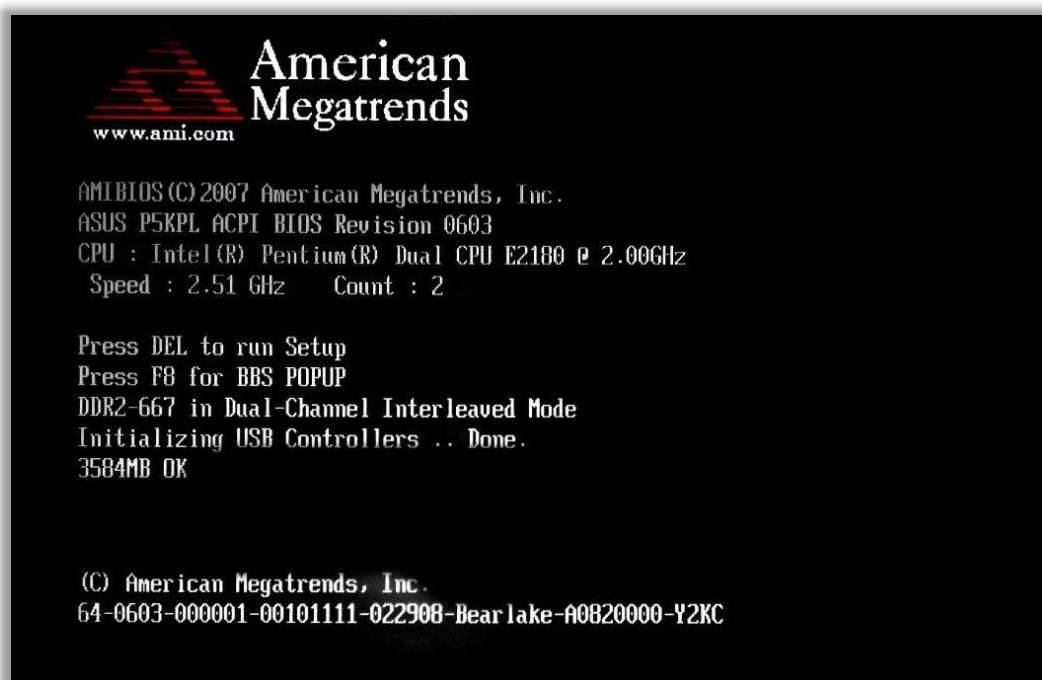 American
Megatrends
www.ami.com
AMIBIOS(C)2007 American Megatrends, Inc.
ASUS P5KPL ACPI BIOS Revision 0603
CPU : Intel(R) Pentium(R) Dual CPU E2180 @ 2.00GHz
Speed : 2.51 GHz Count : 2
Press DEL to run Setup
Press F8 for BBS POPUP
DDR2-667 in Dual-Channel Interleaved Mode
Initializing USB Controllers .. Done.
3584MB OK
(C) American Megatrends, Inc.
64-0603-000001-00101111-022908-Bearlake-A0820000-Y2KC